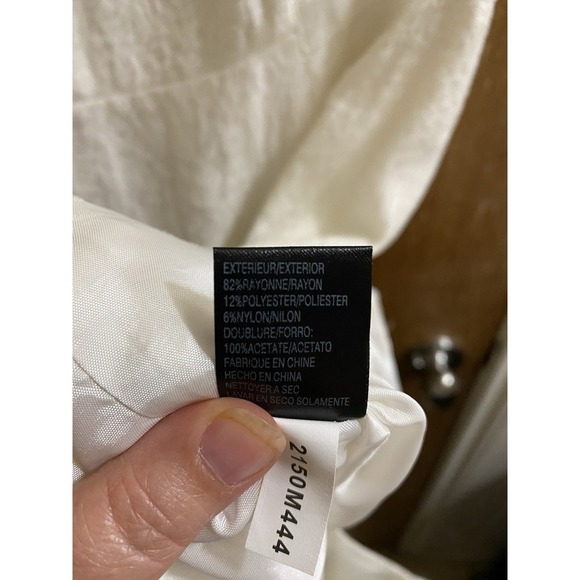 EXTERIEUR/EXTERIOR
82%RAYONNE/RAYON
12%POLYESTER/POLIESTER
6%NYLON/NILON
DOUBLURE/FORRO:
100%ACETATE/ACETATO
FABRIQUE EN CHINE
HECHO EN CHINA
NETTOYER A SEC
LAVAR EN SECO SOLAMENTE
2150M444